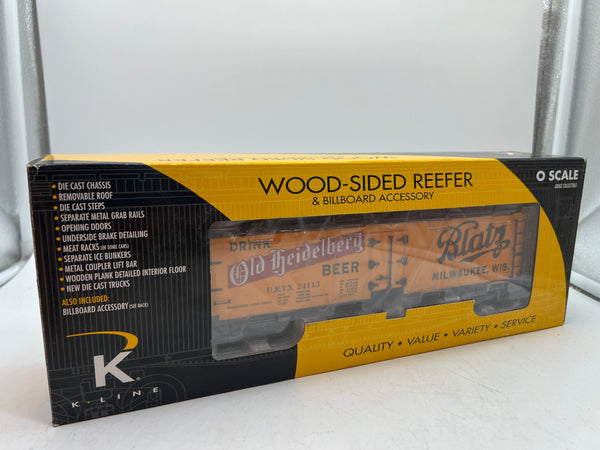 WOOD-SIDED REEFER
& BILLBOARD ACCESSORY
O SCALE
ADULT COLLECTIBLE
• DIE CAST CHASSIS
• REMOVABLE ROOF
• DIE CAST STEPS
• SEPARATE METAL GRAB RAILS
• OPENING DOORS
• UNDERSIDE BRAKE DETAILING
• MEAT RACKS (IN SOME CARS)
• SEPARATE ICE BUNKERS
• METAL COUPLER LIFT BAR
• WOODEN PLANK DETAILED INTERIOR FLOOR
• NEW DIE CAST TRUCKS
ALSO INCLUDED:
BILLBOARD ACCESSORY (SEE BACK)
DRINK
Old Heidelberg
BEER
U.R.T.X. 24113
Blatz
MILWAUKEE, WIS.
K
K-LINE
QUALITY • VALUE • VARIETY • SERVICE